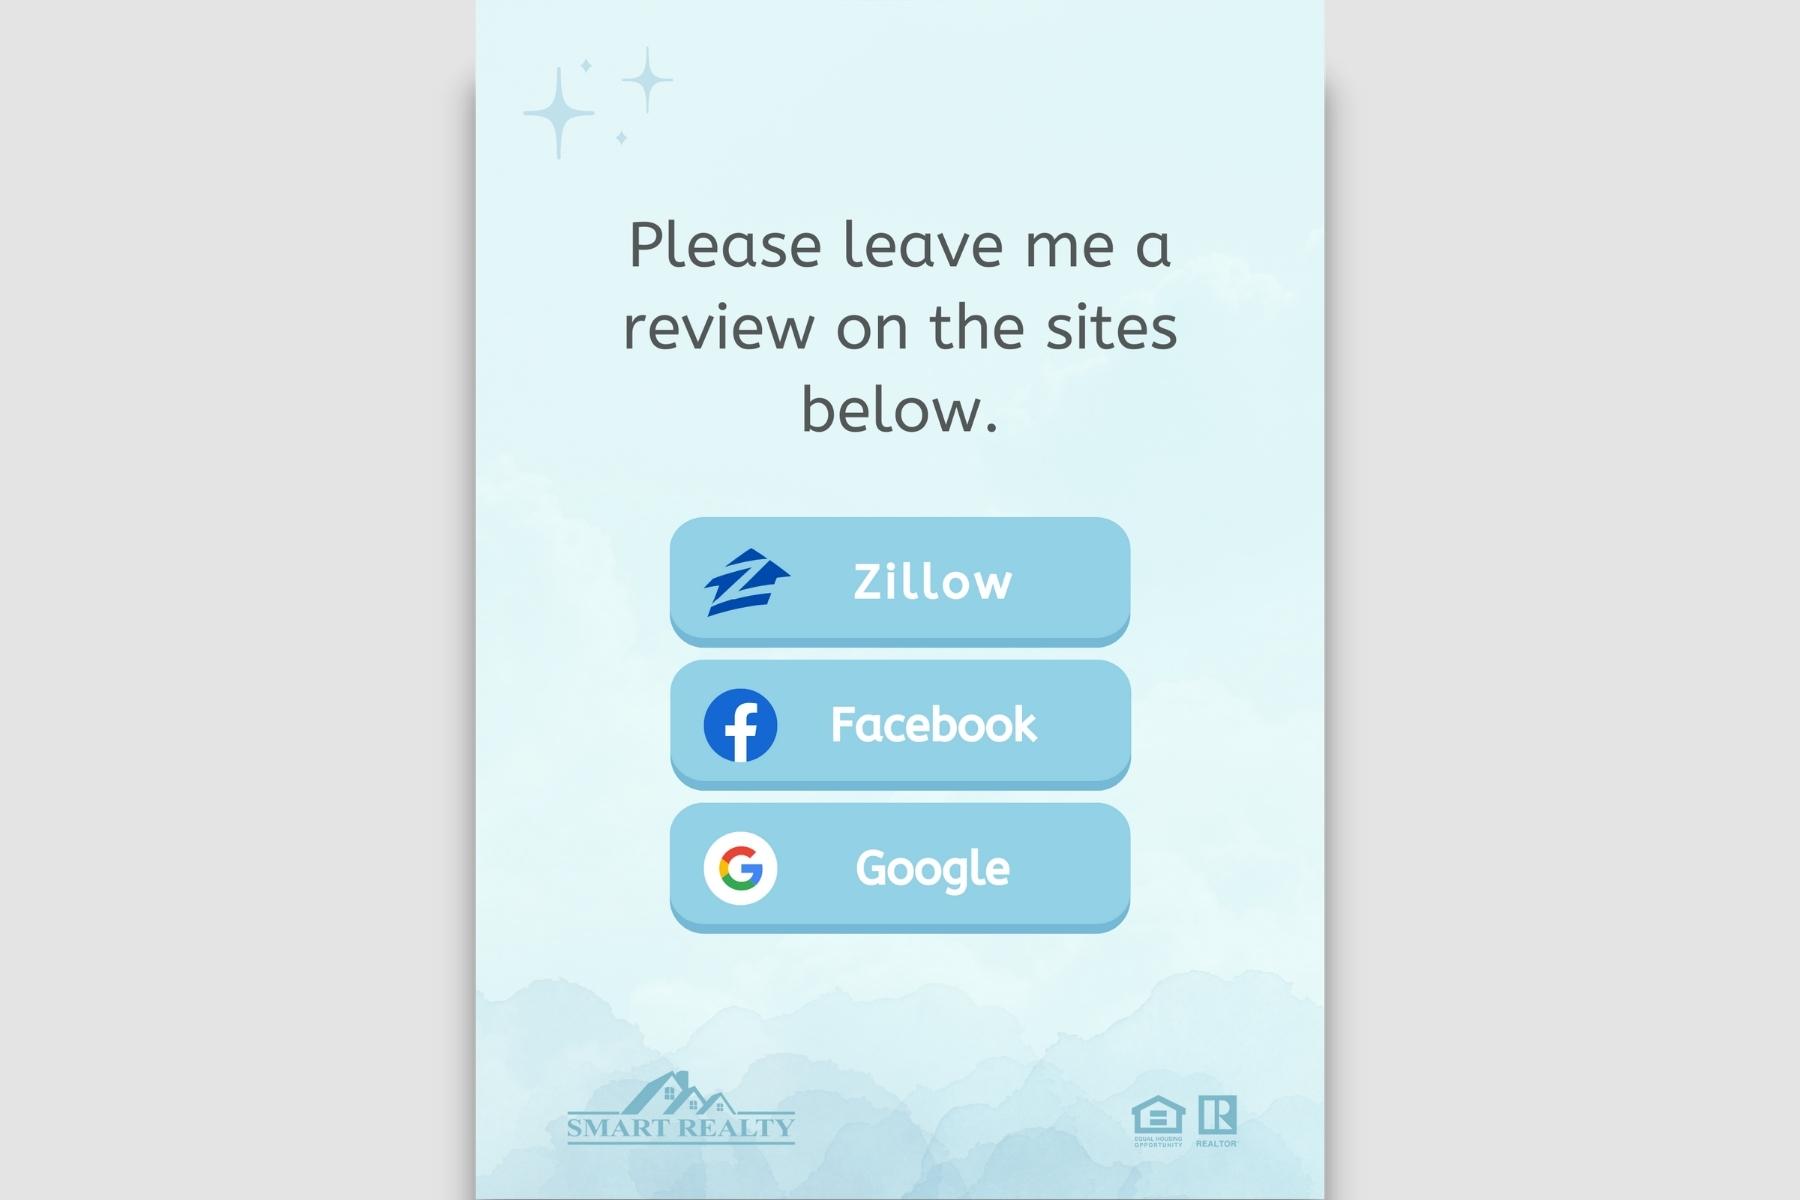 Please leave me a
review on the sites
below.
Zillow
Facebook
Google
SMART REALTY
EQUAL HOUSING
OPPORTUNITY
REALTOR